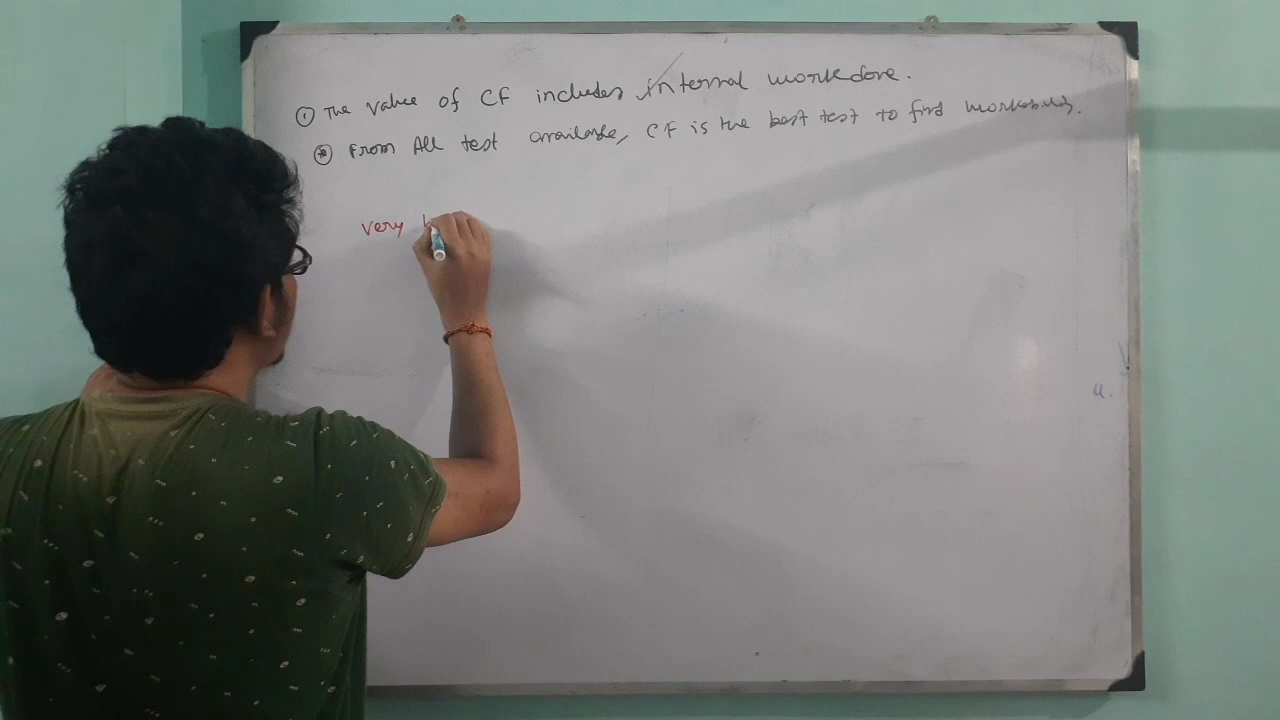 ① The value of CF includes internal workdone.
⊛ From All test available, CF is the best test to find workability.
very